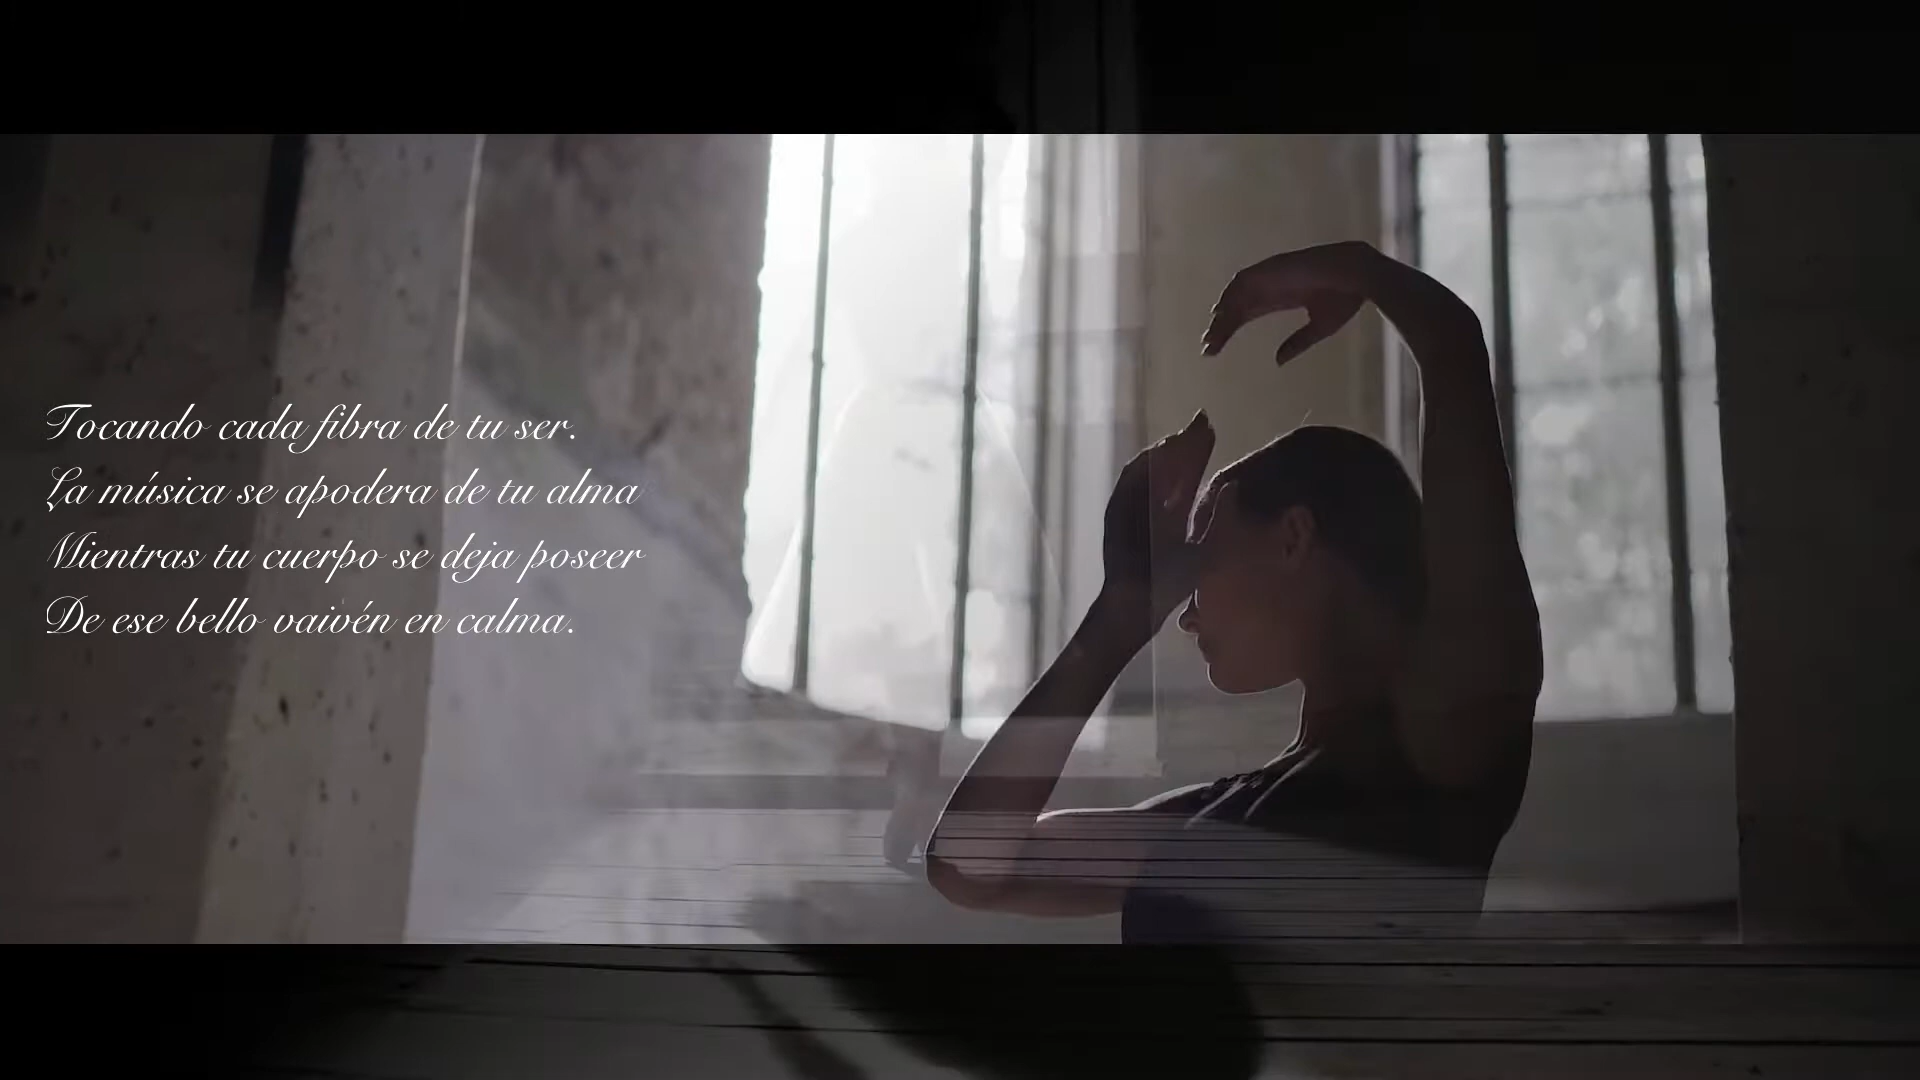 Tocando cada fibra de tu ser.
La música se apodera de tu alma
Mientras tu cuerpo se deja poseer
De ese bello vaivén en calma.